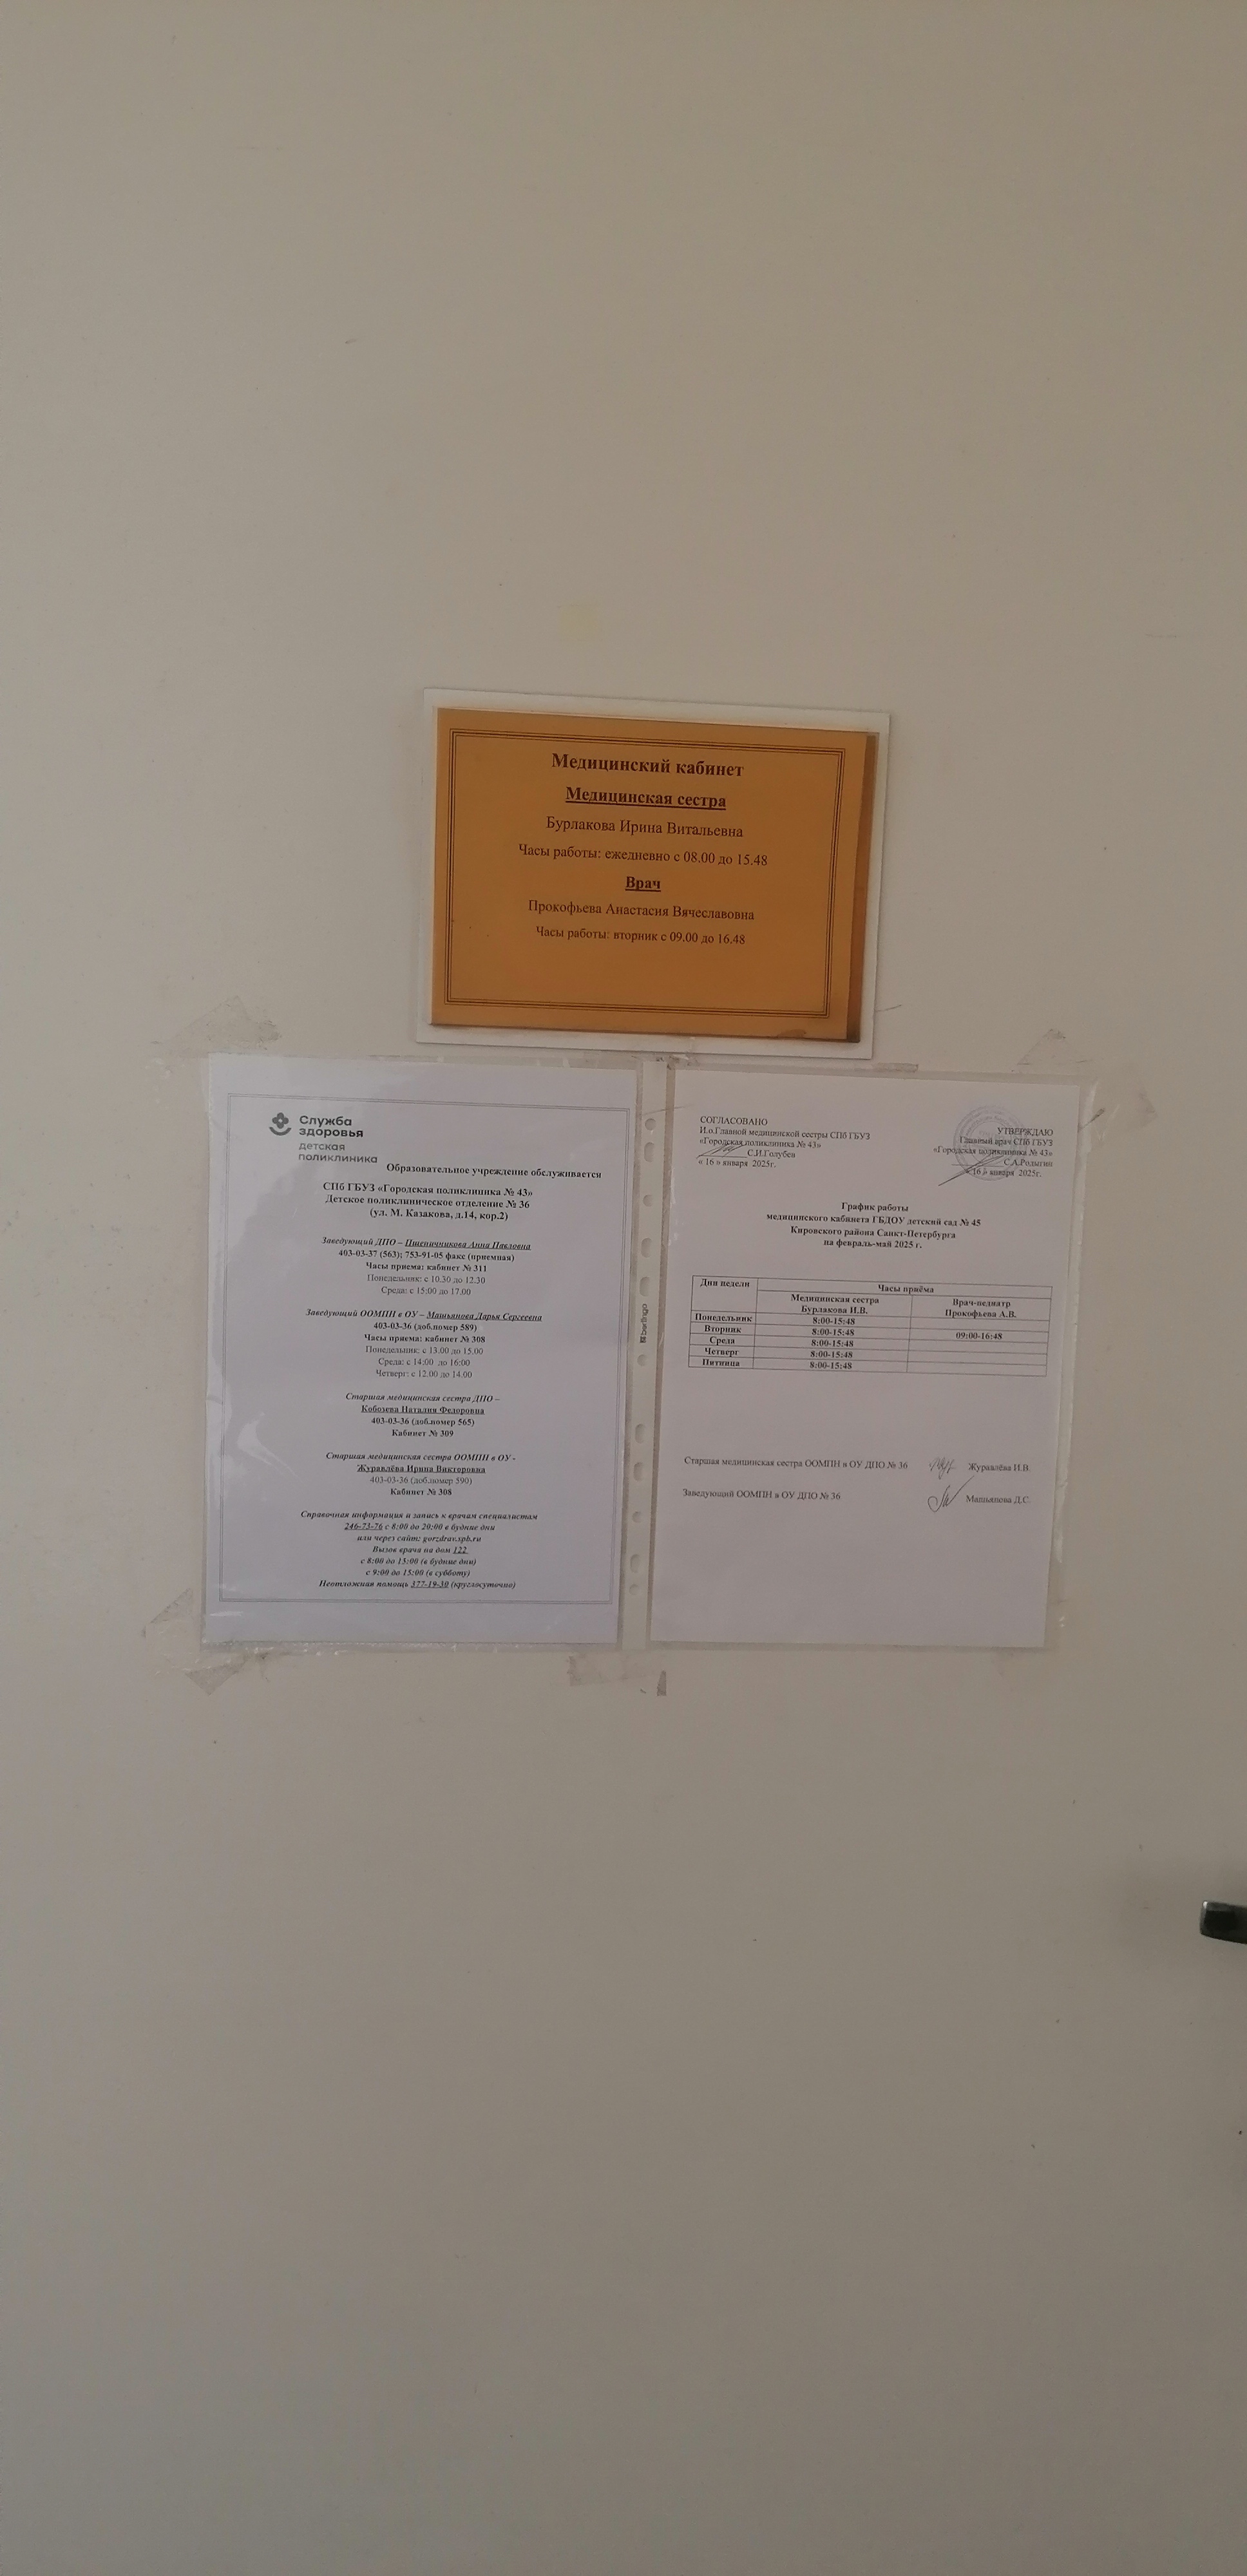 Медицинский кабинет
Медицинская сестра
Бурлакова Ирина Витальевна
Часы работы: ежедневно с 08.00 до 15.48
Врач
Прокофьева Анастасия Вячеславовна
Часы работы: вторник с 09.00 до 16.48
Служба
здоровья
детская
поликлиника
Образовательное учреждение обслуживается
СПб ГБУЗ «Городская поликлиника № 43»
Детское поликлиническое отделение № 36
(ул. М. Казакова, д.14, кор.2)
Заведующий ДПО – Пшеничникова Анна Павловна
403-03-37 (563); 753-91-05 факс (приемная)
Часы приема: кабинет № 311
Понедельник: с 10.30 до 12.30
Среда: с 15:00 до 17.00
Заведующий ООМПН в ОУ – Машьянова Дарья Сергеевна
403-03-36 (доб.номер 589)
Часы приема: кабинет № 308
Понедельник: с 13.00 до 15.00
Среда: с 14:00 до 16:00
Четверг: с 12.00 до 14.00
Старшая медицинская сестра ДПО –
Кобозева Наталия Федоровна
403-03-36 (доб.номер 565)
Кабинет № 309
Старшая медицинская сестра ООМПН в ОУ -
Журавлёва Ирина Викторовна
403-03-36 (доб.номер 590)
Кабинет № 308
Справочная информация и запись к врачам специалистам
246-73-76 с 8:00 до 20:00 в будние дни
или через сайт: gorzdrav.spb.ru
Вызов врача на дом 122
с 8:00 до 15:00 (в будние дни)
с 9:00 до 15:00 (в субботу)
Неотложная помощь 377-19-30 (круглосуточно)
berlingo
СОГЛАСОВАНО
И.о.Главной медицинской сестры СПб ГБУЗ
«Городская поликлиника № 43»
С.И.Голубев
« 16 » января 2025г.
УТВЕРЖДАЮ
Главный врач СПб ГБУЗ
«Городская поликлиника № 43»
С.А.Родыгин
« 16 » января 2025г.
График работы
медицинского кабинета ГБДОУ детский сад № 45
Кировского района Санкт-Петербурга
на февраль-май 2025 г.
Дни недели Часы приёма
Медицинская сестра Бурлакова И.В. Врач-педиатр Прокофьева А.В.
Понедельник 8:00-15:48
Вторник 8:00-15:48 09:00-16:48
Среда 8:00-15:48
Четверг 8:00-15:48
Пятница 8:00-15:48
Старшая медицинская сестра ООМПН в ОУ ДПО № 36 Журавлёва И.В.
Заведующий ООМПН в ОУ ДПО № 36 Машьянова Д.С.